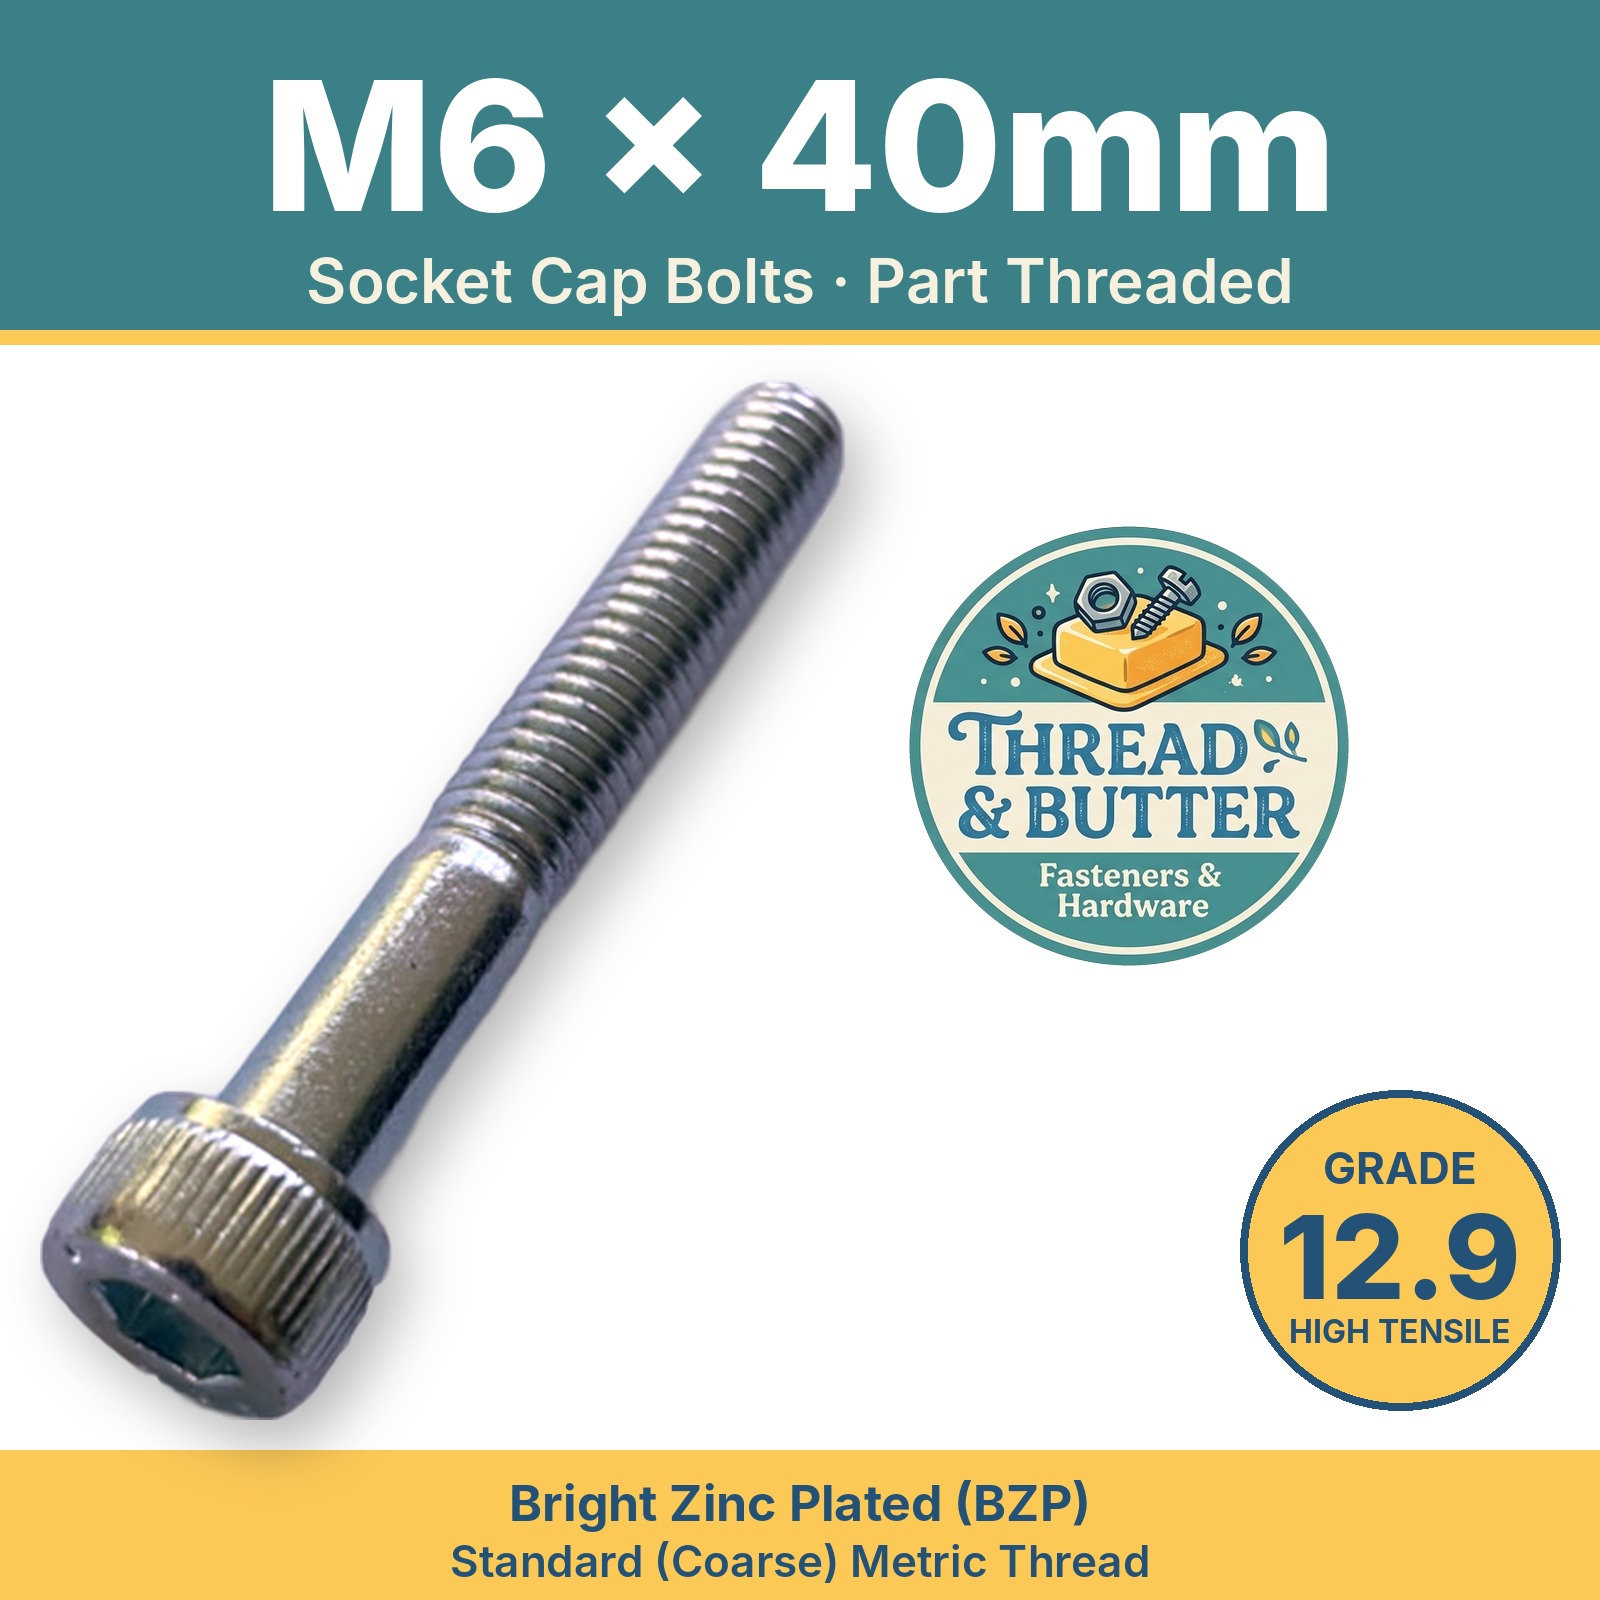 M6 × 40mm
Socket Cap Bolts · Part Threaded
THREAD
& BUTTER
Fasteners &
Hardware
GRADE
12.9
HIGH TENSILE
Bright Zinc Plated (BZP)
Standard (Coarse) Metric Thread